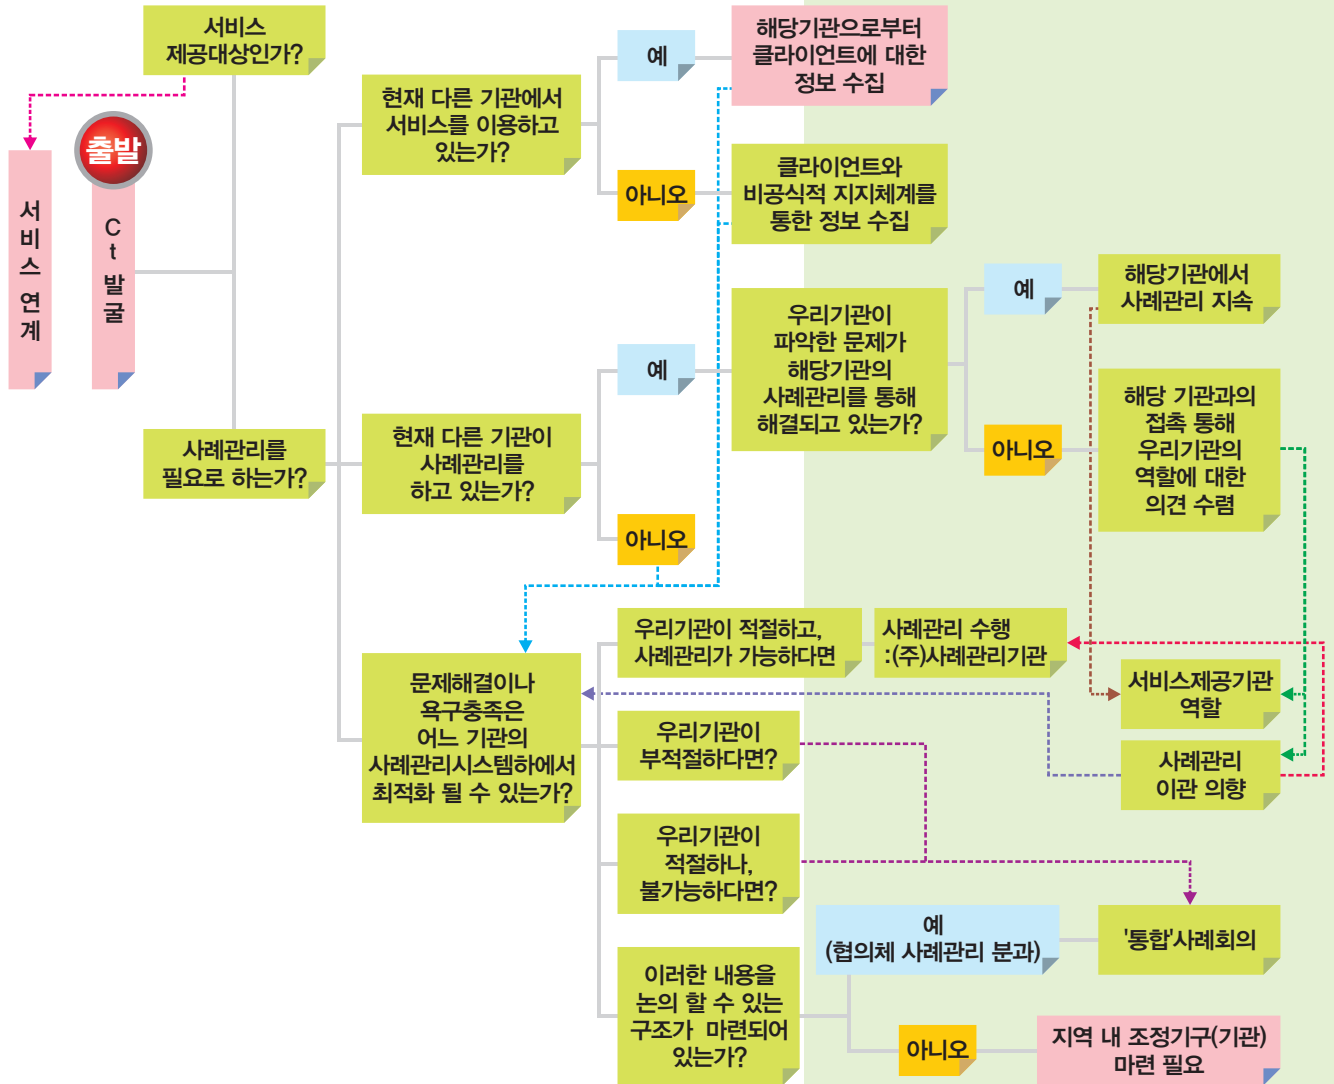 서비스
제공대상인가?
출발
서비스 연계
Ct 발굴
사례관리를
필요로 하는가?
현재 다른 기관에서
서비스를 이용하고
있는가?
예
해당기관으로부터
클라이언트에 대한
정보 수집
아니오
클라이언트와
비공식적 지지체계를
통한 정보 수집
현재 다른 기관이
사례관리를
하고 있는가?
예
우리기관이
파악한 문제가
해당기관의
사례관리를 통해
해결되고 있는가?
예
해당기관에서
사례관리 지속
아니오
해당 기관과의
접촉 통해
우리기관의
역할에 대한
의견 수렴
아니오
문제해결이나
욕구충족은
어느 기관의
사례관리시스템하에서
최적화 될 수 있는가?
우리기관이 적절하고,
사례관리가 가능하다면
사례관리 수행
:(주)사례관리기관
서비스제공기관
역할
우리기관이
부적절하다면?
사례관리
이관 의향
우리기관이
적절하나,
불가능하다면?
이러한 내용을
논의 할 수 있는
구조가 마련되어
있는가?
예
(협의체 사례관리 분과)
'통합'사례회의
아니오
지역 내 조정기구(기관)
마련 필요